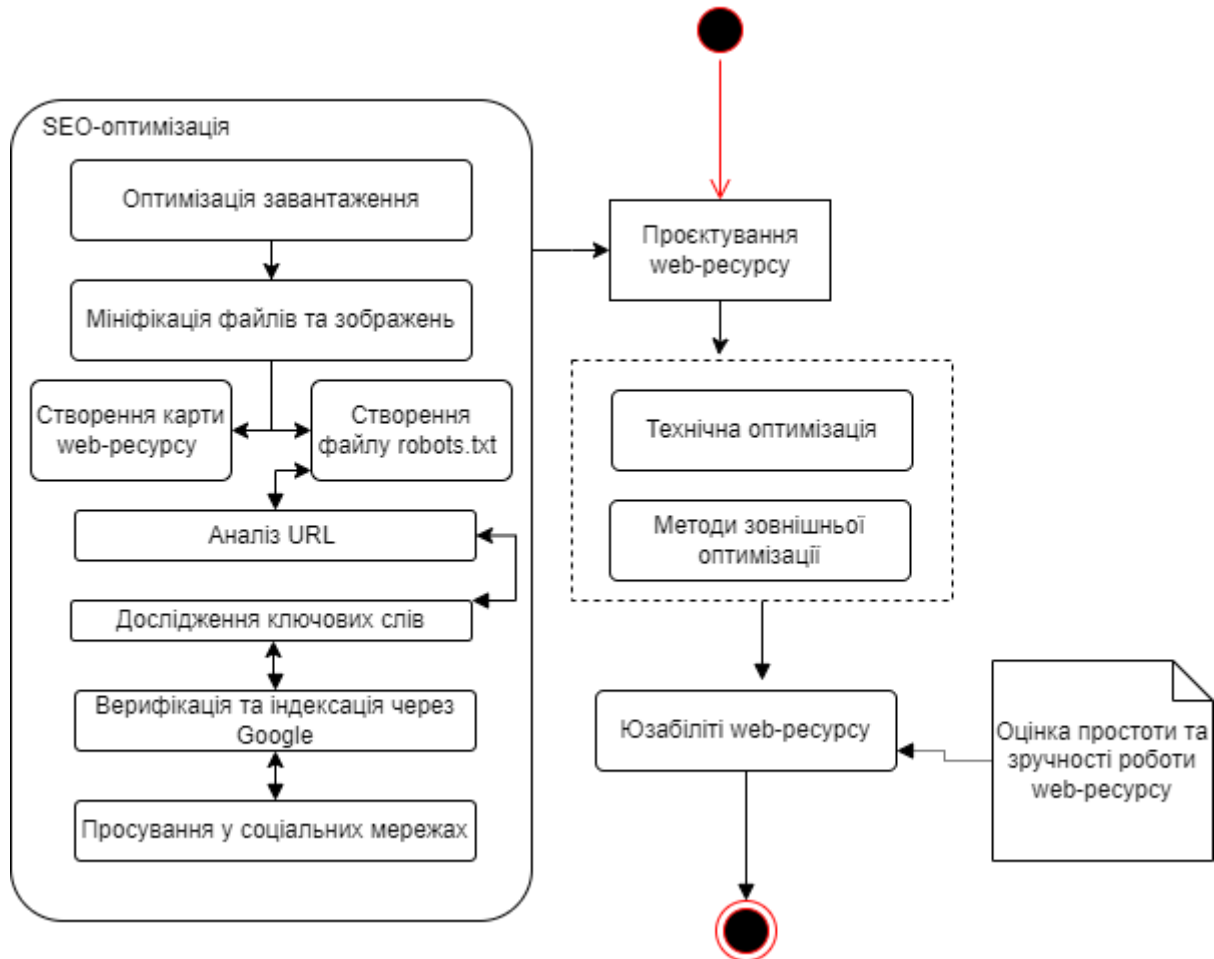 SEO-оптимізація
Оптимізація завантаження
Мініфікація файлів та зображень
Створення карти
web-ресурсу
Створення
файлу robots.txt
Аналіз URL
Дослідження ключових слів
Верифікація та індексація через
Google
Просування у соціальних мережах
Проєктування
web-ресурсу
Технічна оптимізація
Методи зовнішньої
оптимізації
Юзабіліті web-ресурсу
Оцінка простоти та
зручності роботи
web-ресурсу